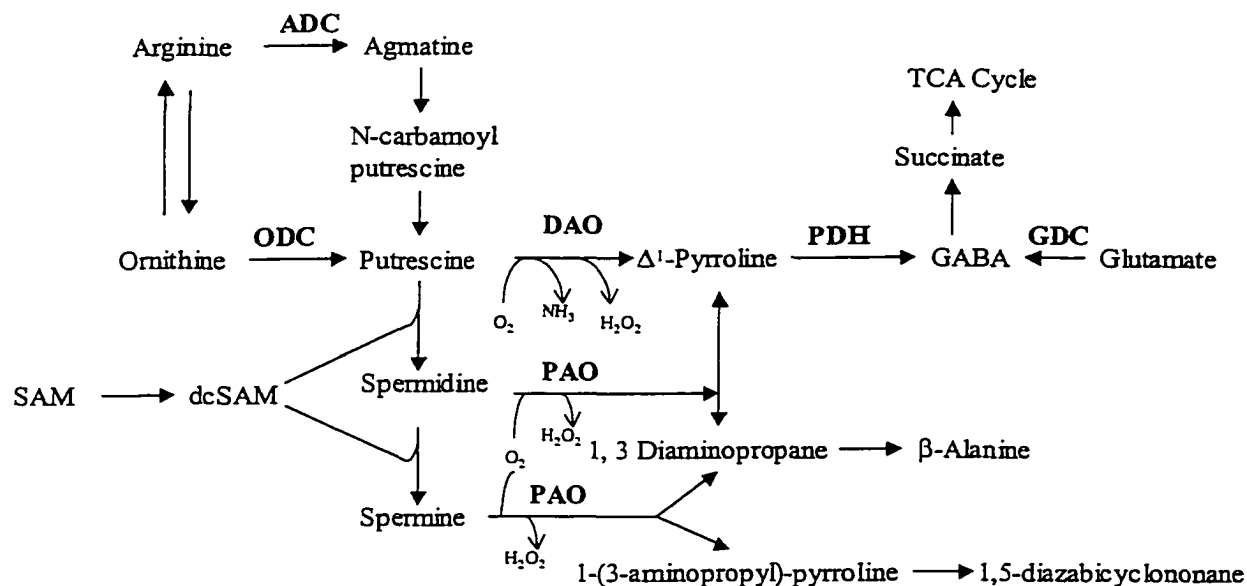 ADC
Arginine
Agmatine
TCA Cycle
N-carbamoyl
putrescine
Succinate
ODC
DAO
PDH
GDC
Ornithine
Putrescine
Δ¹-Pyrroline
GABA
Glutamate
O₂
NH₃
H₂O₂
SAM
dcSAM
Spermidine
PAO
H₂O₂
O₂
1, 3 Diaminopropane
β-Alanine
PAO
Spermine
H₂O₂
1-(3-aminopropyl)-pyrroline
1,5-diazabicyclononane